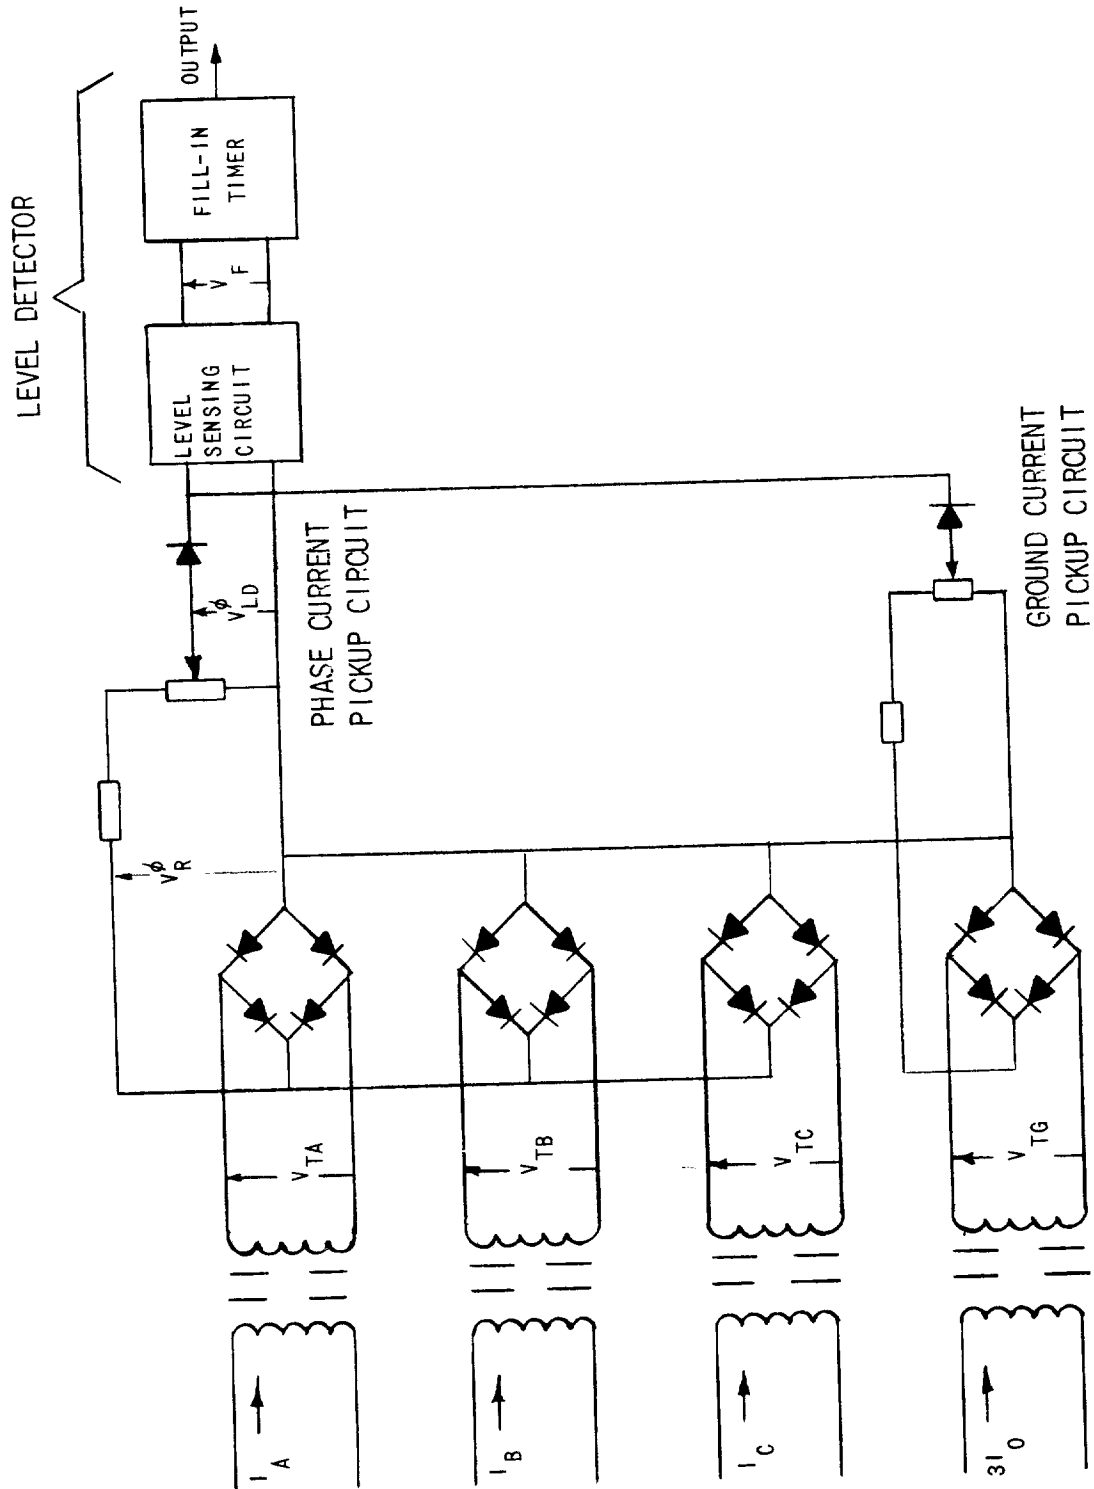 LEVEL DETECTOR
OUTPUT
FILL-IN
TIMER
V F
LEVEL
SENSING
CIRCUIT
V LD φ
PHASE CURRENT
PICKUP CIRCUIT
V R φ
GROUND CURRENT
PICKUP CIRCUIT
V TA
V TB
V TC
V TG
I A
I B
I C
3I O